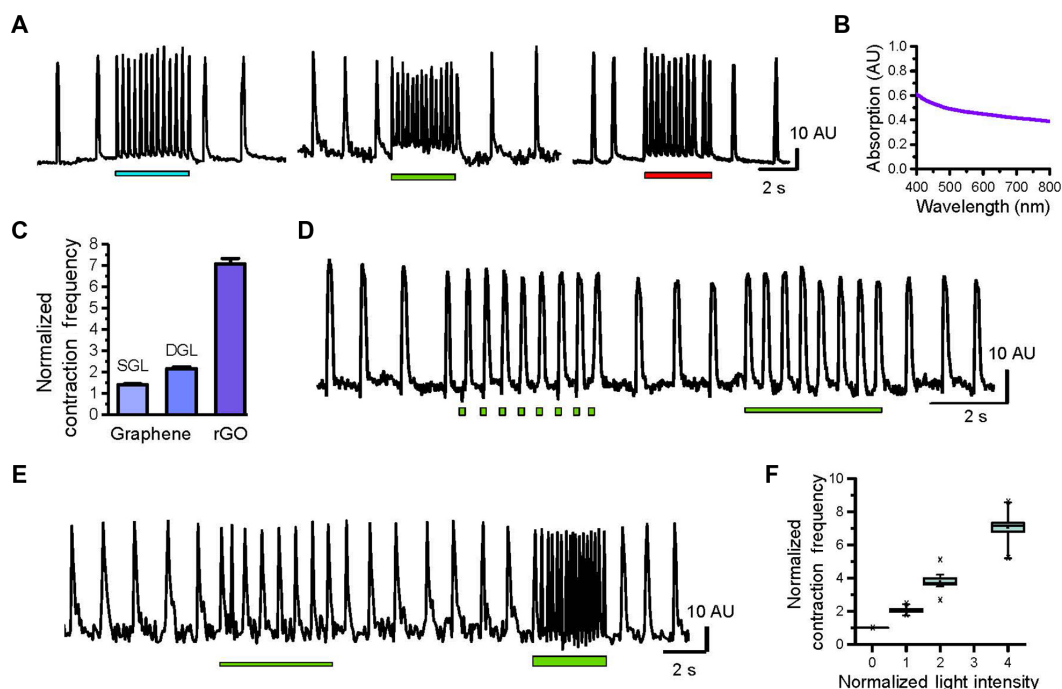 A
10 AU
2 s
B
Absorption (AU)
1.0
0.8
0.6
0.4
0.2
0.0
400 500 600 700 800
Wavelength (nm)
C
Normalized
contraction frequency
8
7
6
5
4
3
2
1
0
SGL
DGL
Graphene rGO
D
10 AU
2 s
E
10 AU
2 s
F
Normalized
contraction frequency
10
8
6
4
2
0
0 1 2 3 4
Normalized light intensity